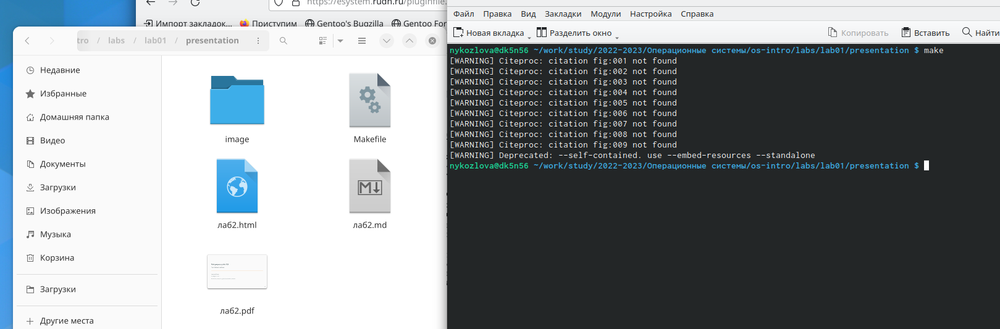 https://esystem.rudn.ru/pluginfile.
Импорт закладок...
Приступим
Gentoo's Bugzilla
Gentoo For
tro / labs / lab01 / presentation
Недавние
Избранные
Домашняя папка
Видео
Документы
Загрузки
Изображения
Музыка
Корзина
Загрузки
Другие места
image
Makefile
лаб2.html
лаб2.md
лаб2.pdf
Файл Правка Вид Закладки Модули Настройка Справка
Новая вкладка Разделить окно Копировать Вставить Найти
nykozlova@dk5n56 ~/work/study/2022-2023/Операционные системы/os-intro/labs/lab01/presentation $ make
[WARNING] Citeproc: citation fig:001 not found
[WARNING] Citeproc: citation fig:002 not found
[WARNING] Citeproc: citation fig:003 not found
[WARNING] Citeproc: citation fig:004 not found
[WARNING] Citeproc: citation fig:005 not found
[WARNING] Citeproc: citation fig:006 not found
[WARNING] Citeproc: citation fig:007 not found
[WARNING] Citeproc: citation fig:008 not found
[WARNING] Citeproc: citation fig:009 not found
[WARNING] Deprecated: --self-contained. use --embed-resources --standalone
nykozlova@dk5n56 ~/work/study/2022-2023/Операционные системы/os-intro/labs/lab01/presentation $